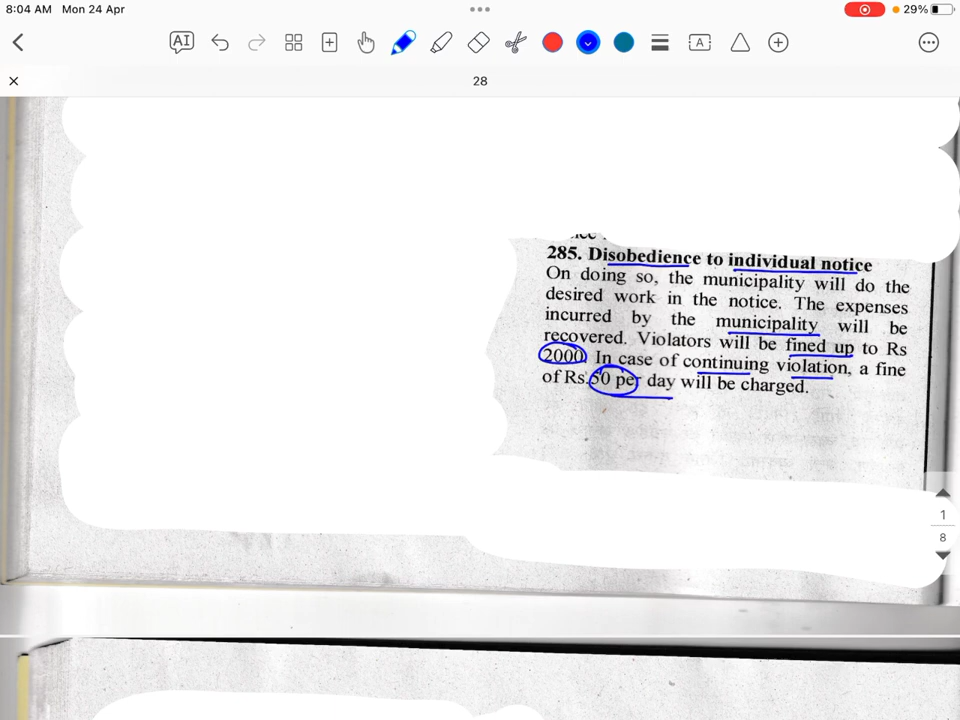 8:04 AM Mon 24 Apr
29%
AI
A
28
285. Disobedience to individual notice
On doing so, the municipality will do the
desired work in the notice. The expenses
incurred by the municipality will be
recovered. Violators will be fined up to Rs
2000. In case of continuing violation, a fine
of Rs.50 per day will be charged.
1
8